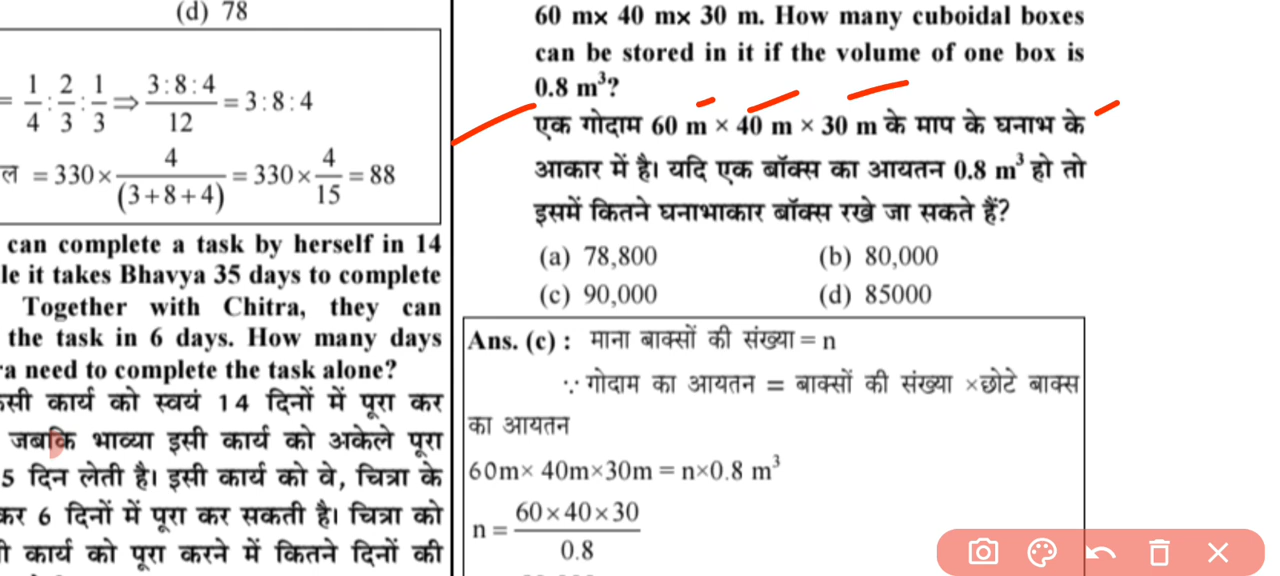 (d) 78
= 1/4 : 2/3 : 1/3 ⇒ 3:8:4/12 = 3:8:4
ल = 330× 4/(3+8+4) = 330× 4/15 = 88
can complete a task by herself in 14
le it takes Bhavya 35 days to complete
Together with Chitra, they can
the task in 6 days. How many days
a need to complete the task alone?
सी कार्य को स्वयं 14 दिनों में पूरा कर
जबकि भाव्या इसी कार्य को अकेले पूरा
5 दिन लेती है। इसी कार्य को वे, चित्रा के
कर 6 दिनों में पूरा कर सकती है। चित्रा को
कार्य को पूरा करने में कितने दिनों की
60 m× 40 m× 30 m. How many cuboidal boxes
can be stored in it if the volume of one box is
0.8 m³?
एक गोदाम 60 m × 40 m × 30 m के माप के घनाभ के
आकार में है। यदि एक बॉक्स का आयतन 0.8 m³ हो तो
इसमें कितने घनाभाकार बॉक्स रखे जा सकते हैं?
(a) 78,800 (b) 80,000
(c) 90,000 (d) 85000
Ans. (c) : माना बाक्सों की संख्या = n
∵ गोदाम का आयतन = बाक्सों की संख्या ×छोटे बाक्स
का आयतन
60m× 40m×30m = n×0.8 m³
n = 60×40×30/0.8